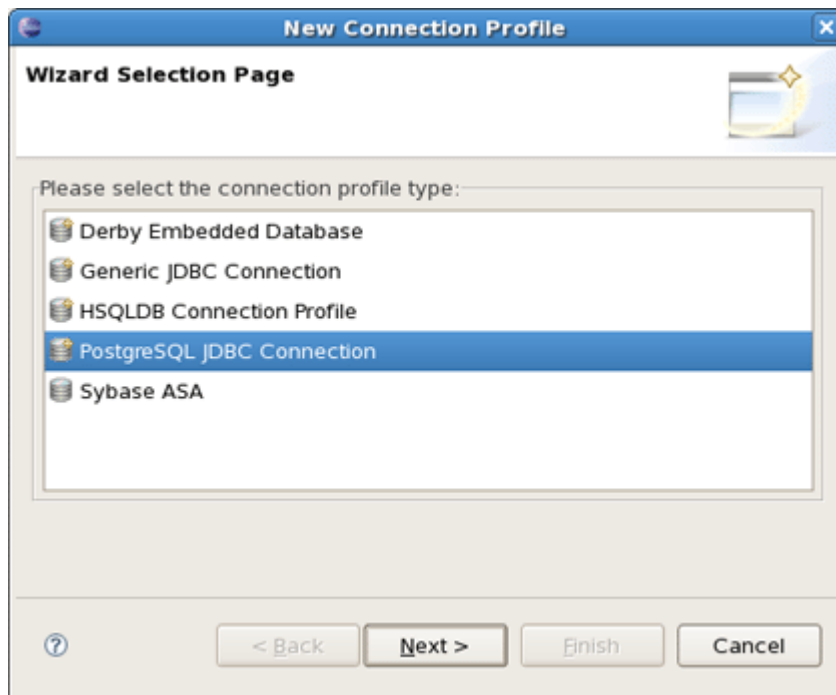 New Connection Profile
Wizard Selection Page
Please select the connection profile type:
Derby Embedded Database
Generic JDBC Connection
HSQLDB Connection Profile
PostgreSQL JDBC Connection
Sybase ASA
? < Back Next > Finish Cancel